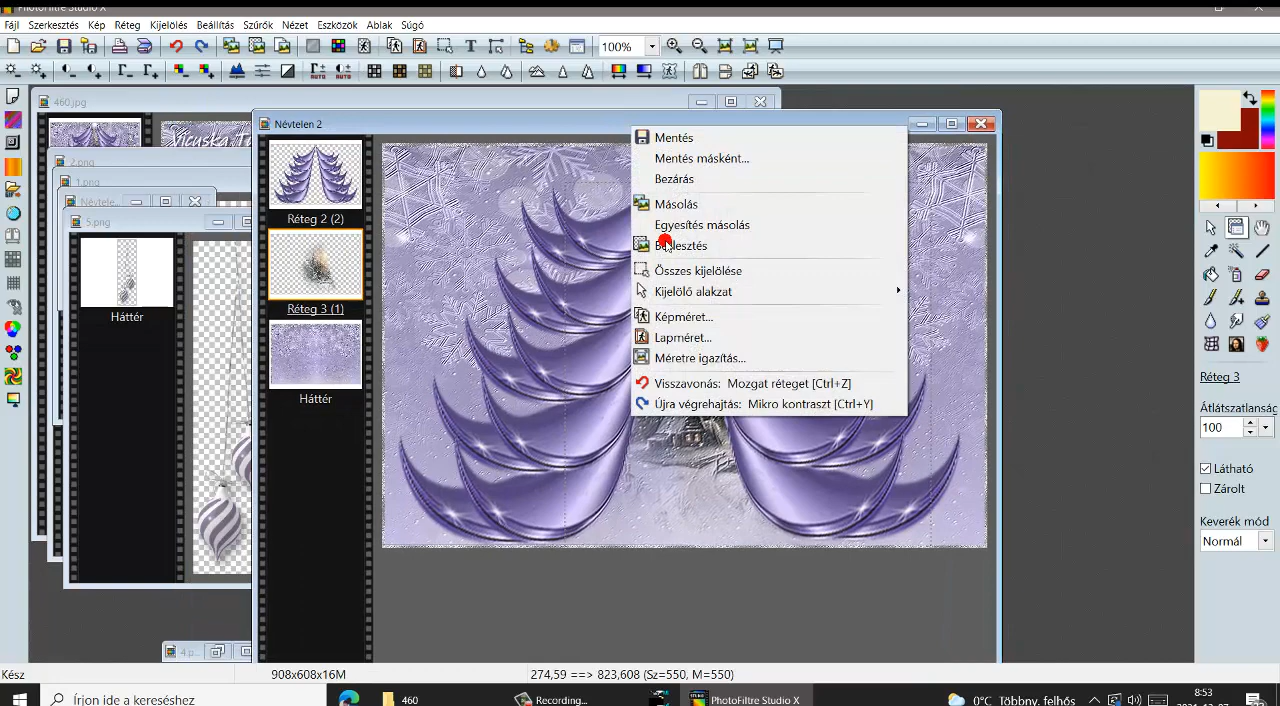 PhotoFiltre Studio X
Fájl Szerkesztés Kép Réteg Kijelölés Beállítás Szűrők Nézet Eszközök Ablak Súgó
100%
460.jpg
Névtelen 2
2.png
1.png
5.png
Háttér
Réteg 2 (2)
Réteg 3 (1)
Háttér
Mentés
Mentés másként...
Bezárás
Másolás
Egyesítés másolás
Összes kijelölése
Kijelölő alakzat
Képméret...
Lapméret...
Méretre igazítás...
Visszavonás: Mozgat réteget [Ctrl+Z]
Újra végrehajtás: Mikro kontraszt [Ctrl+Y]
Réteg 3
Átlátszatlanság
100
Látható
Zárolt
Keverék mód
Normál
Kész
908x608x16M
274,59 ==> 823,608 (Sz=550, M=550)
Írjon ide a kereséshez
460
Recording...
PhotoFiltre Studio X
0°C Többny. felhős
8:53